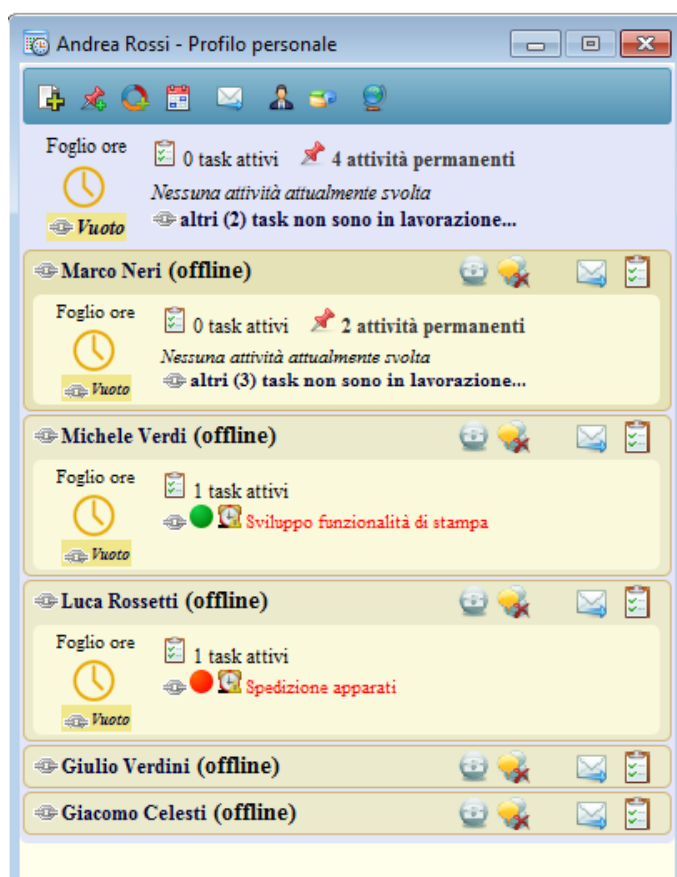 Andrea Rossi - Profilo personale
Foglio ore
0 task attivi 4 attività permanenti
Nessuna attività attualmente svolta
Vuoto altri (2) task non sono in lavorazione...
Marco Neri (offline)
Foglio ore
0 task attivi 2 attività permanenti
Nessuna attività attualmente svolta
Vuoto altri (3) task non sono in lavorazione...
Michele Verdi (offline)
Foglio ore
1 task attivi
Sviluppo funzionalità di stampa
Vuoto
Luca Rossetti (offline)
Foglio ore
1 task attivi
Spedizione apparati
Vuoto
Giulio Verdini (offline)
Giacomo Celesti (offline)